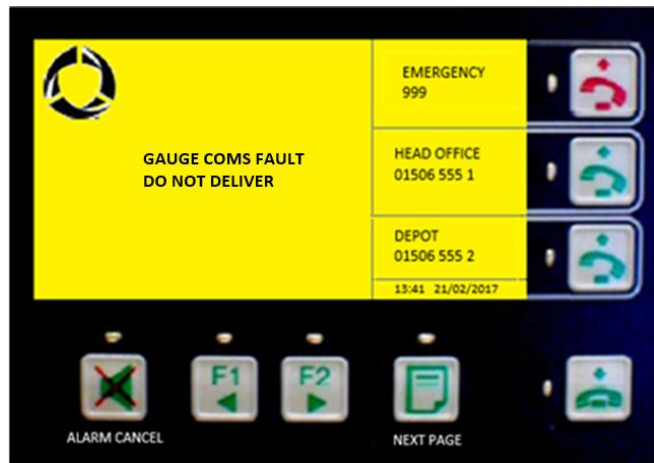 EMERGENCY
999
GAUGE COMS FAULT
DO NOT DELIVER
HEAD OFFICE
01506 555 1
DEPOT
01506 555 2
13:41 21/02/2017
F1
F2
ALARM CANCEL
NEXT PAGE